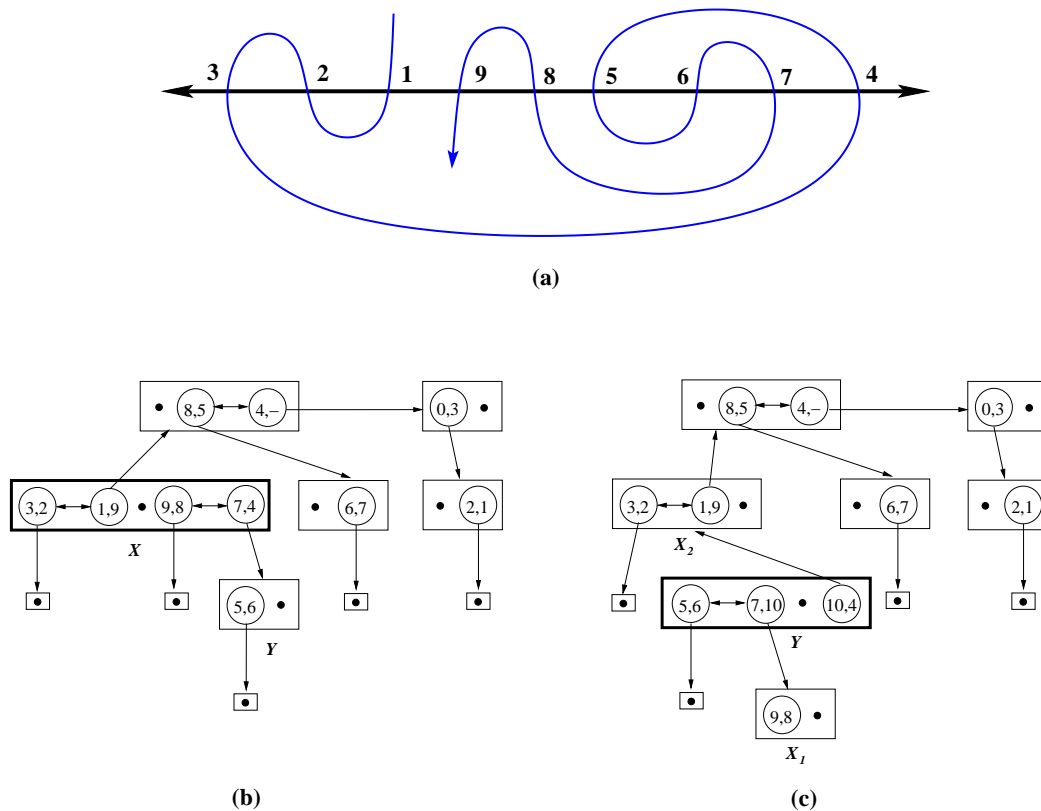 3 2 1 9 8 5 6 7 4
(a)
8,5 4,– 0,3
3,2 1,9 9,8 7,4 6,7 2,1
X
5,6
Y
(b)
8,5 4,– 0,3
3,2 1,9 6,7 2,1
X2
5,6 7,10 10,4
Y
9,8
X1
(c)